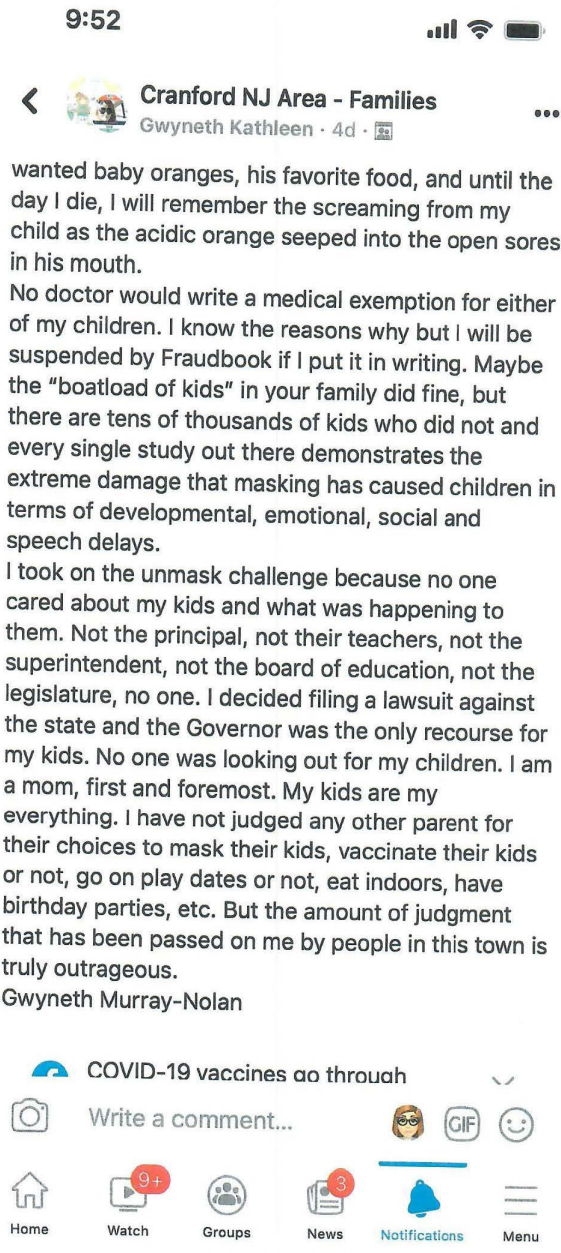 9:52
Cranford NJ Area - Families
Gwyneth Kathleen · 4d ·
wanted baby oranges, his favorite food, and until the
day I die, I will remember the screaming from my
child as the acidic orange seeped into the open sores
in his mouth.
No doctor would write a medical exemption for either
of my children. I know the reasons why but I will be
suspended by Fraudbook if I put it in writing. Maybe
the "boatload of kids" in your family did fine, but
there are tens of thousands of kids who did not and
every single study out there demonstrates the
extreme damage that masking has caused children in
terms of developmental, emotional, social and
speech delays.
I took on the unmask challenge because no one
cared about my kids and what was happening to
them. Not the principal, not their teachers, not the
superintendent, not the board of education, not the
legislature, no one. I decided filing a lawsuit against
the state and the Governor was the only recourse for
my kids. No one was looking out for my children. I am
a mom, first and foremost. My kids are my
everything. I have not judged any other parent for
their choices to mask their kids, vaccinate their kids
or not, go on play dates or not, eat indoors, have
birthday parties, etc. But the amount of judgment
that has been passed on me by people in this town is
truly outrageous.
Gwyneth Murray-Nolan
COVID-19 vaccines go through
Write a comment...
GIF
9+
3
Home Watch Groups News Notifications Menu